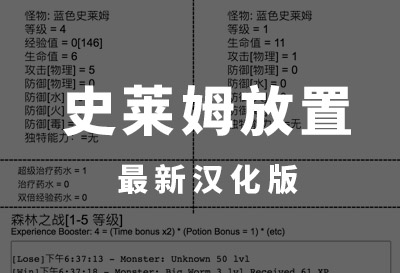 怪物: 蓝色史莱姆
等级 = 4
经验值 = 0[146]
生命值 = 6
攻击[物理] = 5
防御[物理] = 0
防御[水]
防御[火]
防御[毒] =
独特能力: =无
怪物: 蓝色史莱姆
等级 = 1
生命值 = 11
攻击[物理] = 1
防御[物理] = 0
防御[水] = 0
史莱姆放置
最新汉化版
超级治疗药水 = 1
治疗药水 = 0
双倍经验药水 = 0
森林之战[1-5 等级]
Experience Booster: 4 = (Time bonus x2) * (Potion Bonus = 1) * (etc)
[Lose]下午6:37:13 - Monster: Unknown 50 lvl
[Win]下午6:37:18 - Monster: Big Worm 3 lvl Received 61 XP